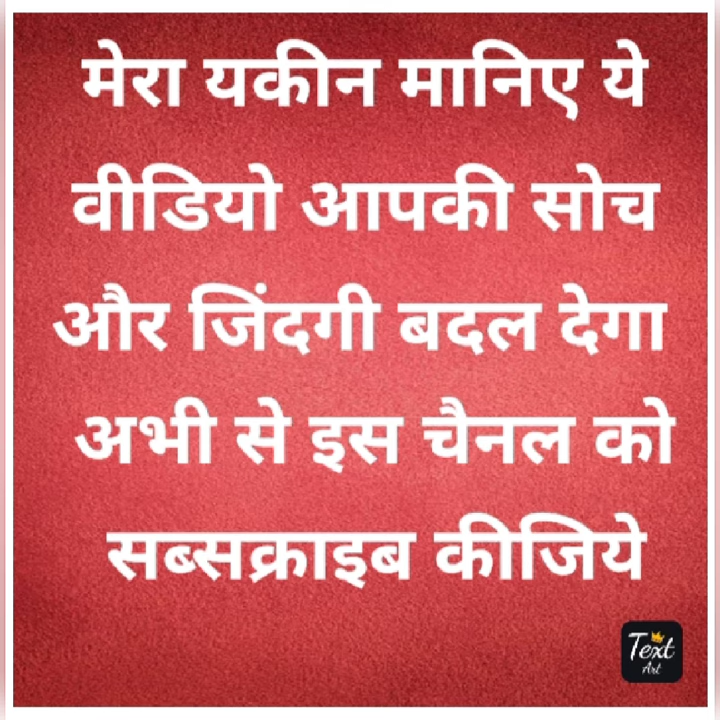 मेरा यकीन मानिए ये
वीडियो आपकी सोच
और जिंदगी बदल देगा
अभी से इस चैनल को
सब्सक्राइब कीजिये
Text
Art